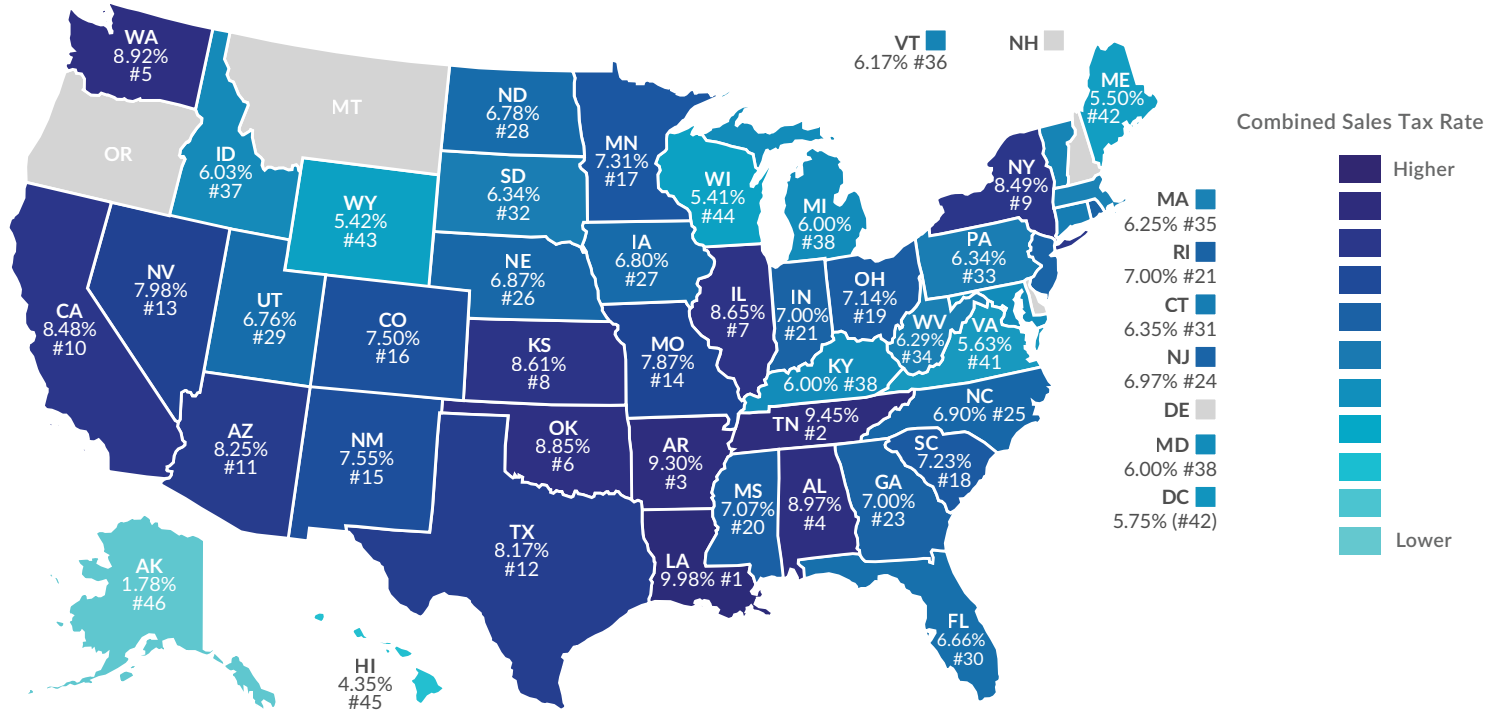 WA
8.92%
#5
MT
OR
ID
6.03%
#37
WY
5.42%
#43
NV
7.98%
#13
CA
8.48%
#10
UT
6.76%
#29
CO
7.50%
#16
AZ
8.25%
#11
NM
7.55%
#15
ND
6.78%
#28
SD
6.34%
#32
NE
6.87%
#26
KS
8.61%
#8
OK
8.85%
#6
TX
8.17%
#12
MN
7.31%
#17
IA
6.80%
#27
MO
7.87%
#14
AR
9.30%
#3
LA
9.98% #1
WI
5.41%
#44
IL
8.65%
#7
MI
6.00%
#38
IN
7.00%
#21
OH
7.14%
#19
KY
6.00% #38
TN 9.45%
#2
MS
7.07%
#20
AL
8.97%
#4
GA
7.00%
#23
FL
6.66%
#30
SC
7.23%
#18
NC
6.90% #25
VA
5.63%
#41
WV
6.29%
#34
PA
6.34%
#33
NY
8.49%
#9
ME
5.50%
#42
VT
6.17% #36
NH
MA
6.25% #35
RI
7.00% #21
CT
6.35% #31
NJ
6.97% #24
DE
MD
6.00% #38
DC
5.75% (#42)
AK
1.78%
#46
HI
4.35%
#45
Combined Sales Tax Rate
Higher
Lower